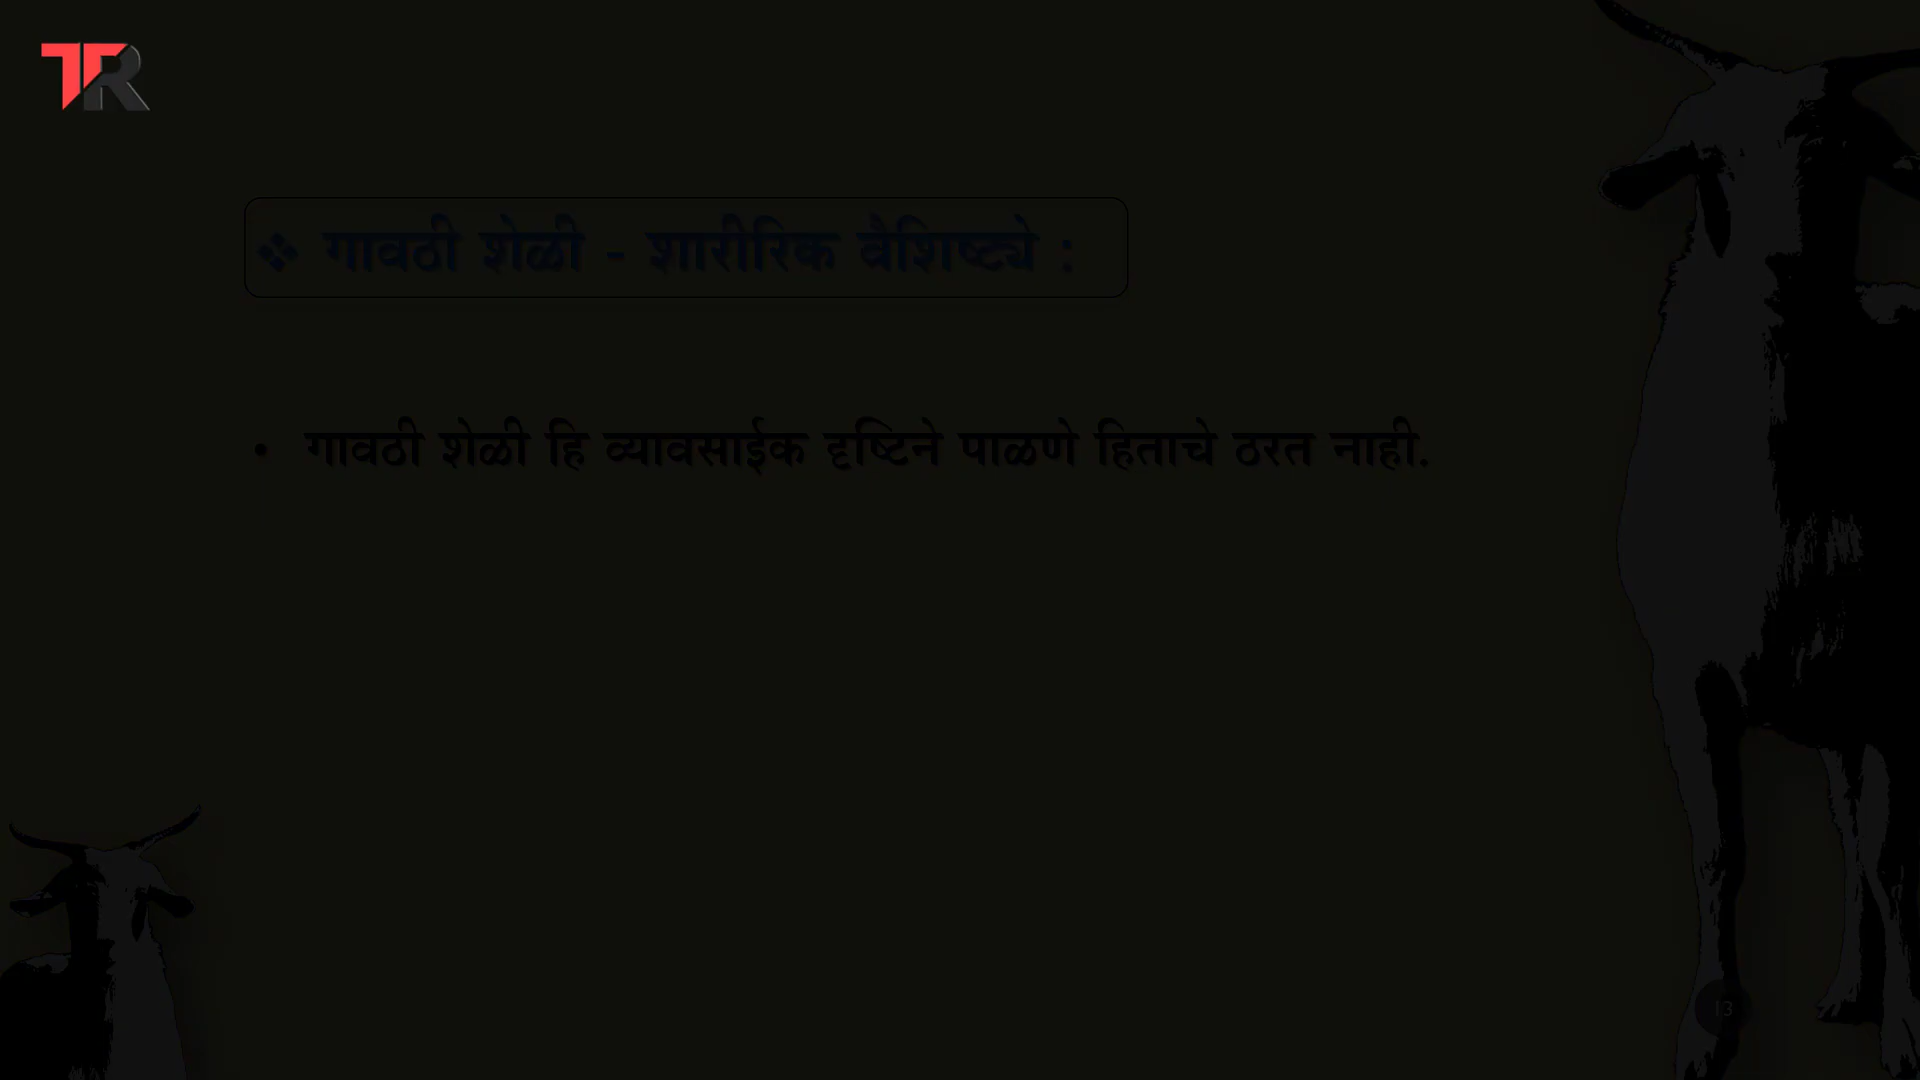 TR
❖ गावठी शेळी - शारीरिक वैशिष्ट्ये :
• गावठी शेळी हि व्यावसाईक दृष्टिने पाळणे हिताचे ठरत नाही.
13